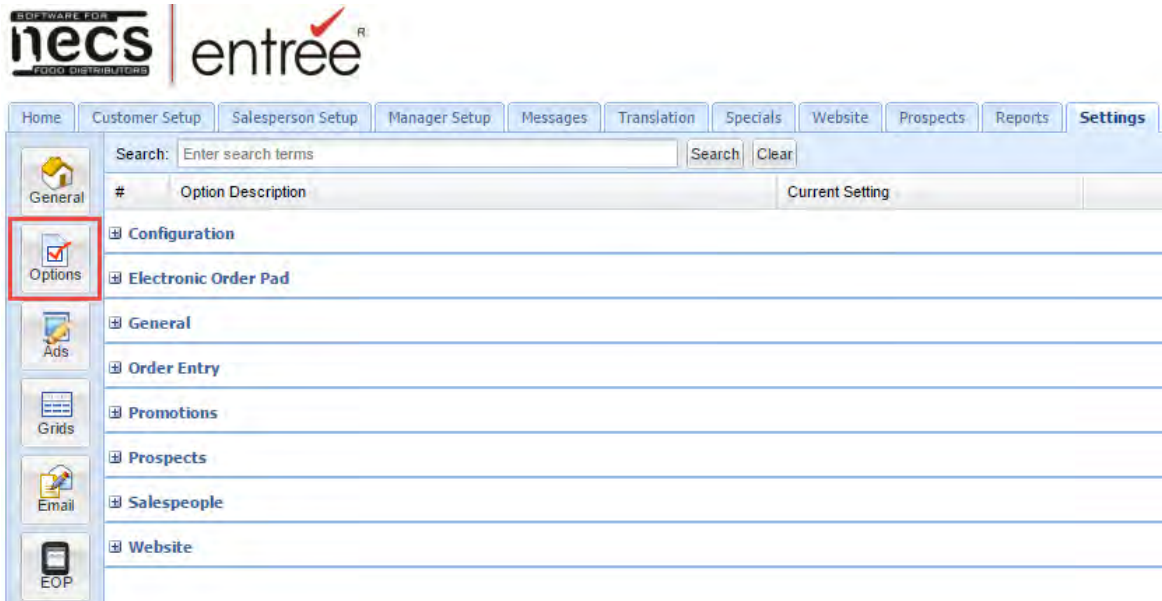 SOFTWARE FOR
necs
FOOD DISTRIBUTORS
entrée®
Home Customer Setup Salesperson Setup Manager Setup Messages Translation Specials Website Prospects Reports Settings
Search: Enter search terms Search Clear
# Option Description Current Setting
General
Configuration
Options
Electronic Order Pad
General
Ads
Order Entry
Grids
Promotions
Prospects
Email
Salespeople
Website
EOP